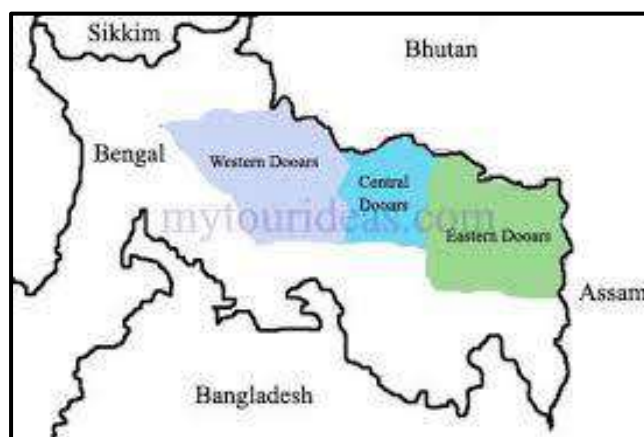 Sikkim
Bhutan
Bengal
Western Dooars
Central
Dooars
mytourideas.com
Eastern Dooars
Assam
Bangladesh